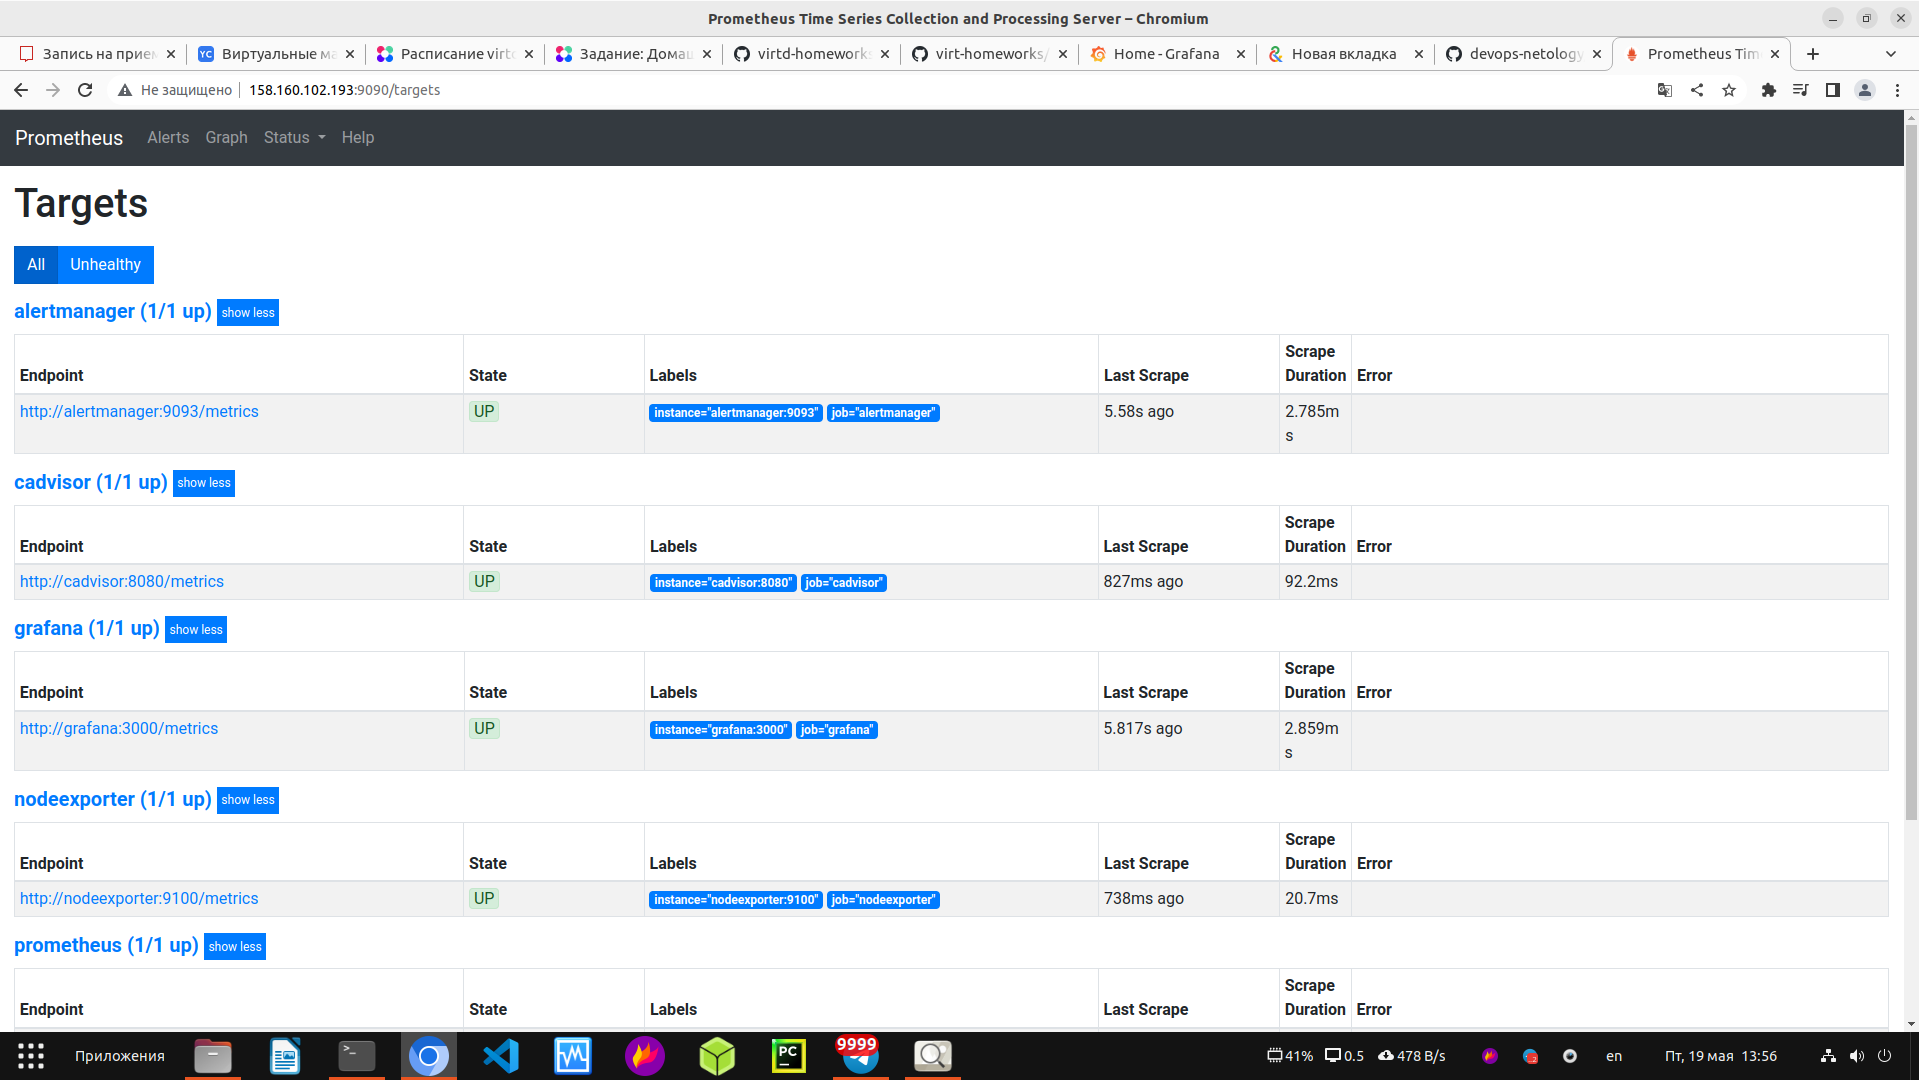 Prometheus Time Series Collection and Processing Server – Chromium
Запись на прием
Виртуальные ма
Расписание virtd
Задание: Домаш
virtd-homeworks
virt-homeworks/
Home - Grafana
Новая вкладка
devops-netology
Prometheus Tim
Не защищено
158.160.102.193:9090/targets
Prometheus Alerts Graph Status Help
Targets
All Unhealthy
alertmanager (1/1 up) show less
Endpoint State Labels Last Scrape Scrape Duration Error
http://alertmanager:9093/metrics UP instance="alertmanager:9093" job="alertmanager" 5.58s ago 2.785ms
cadvisor (1/1 up) show less
Endpoint State Labels Last Scrape Scrape Duration Error
http://cadvisor:8080/metrics UP instance="cadvisor:8080" job="cadvisor" 827ms ago 92.2ms
grafana (1/1 up) show less
Endpoint State Labels Last Scrape Scrape Duration Error
http://grafana:3000/metrics UP instance="grafana:3000" job="grafana" 5.817s ago 2.859ms
nodeexporter (1/1 up) show less
Endpoint State Labels Last Scrape Scrape Duration Error
http://nodeexporter:9100/metrics UP instance="nodeexporter:9100" job="nodeexporter" 738ms ago 20.7ms
prometheus (1/1 up) show less
Endpoint State Labels Last Scrape Scrape Duration Error
Приложения
PC
9999
41% 0.5 478 B/s en Пт, 19 мая 13:56